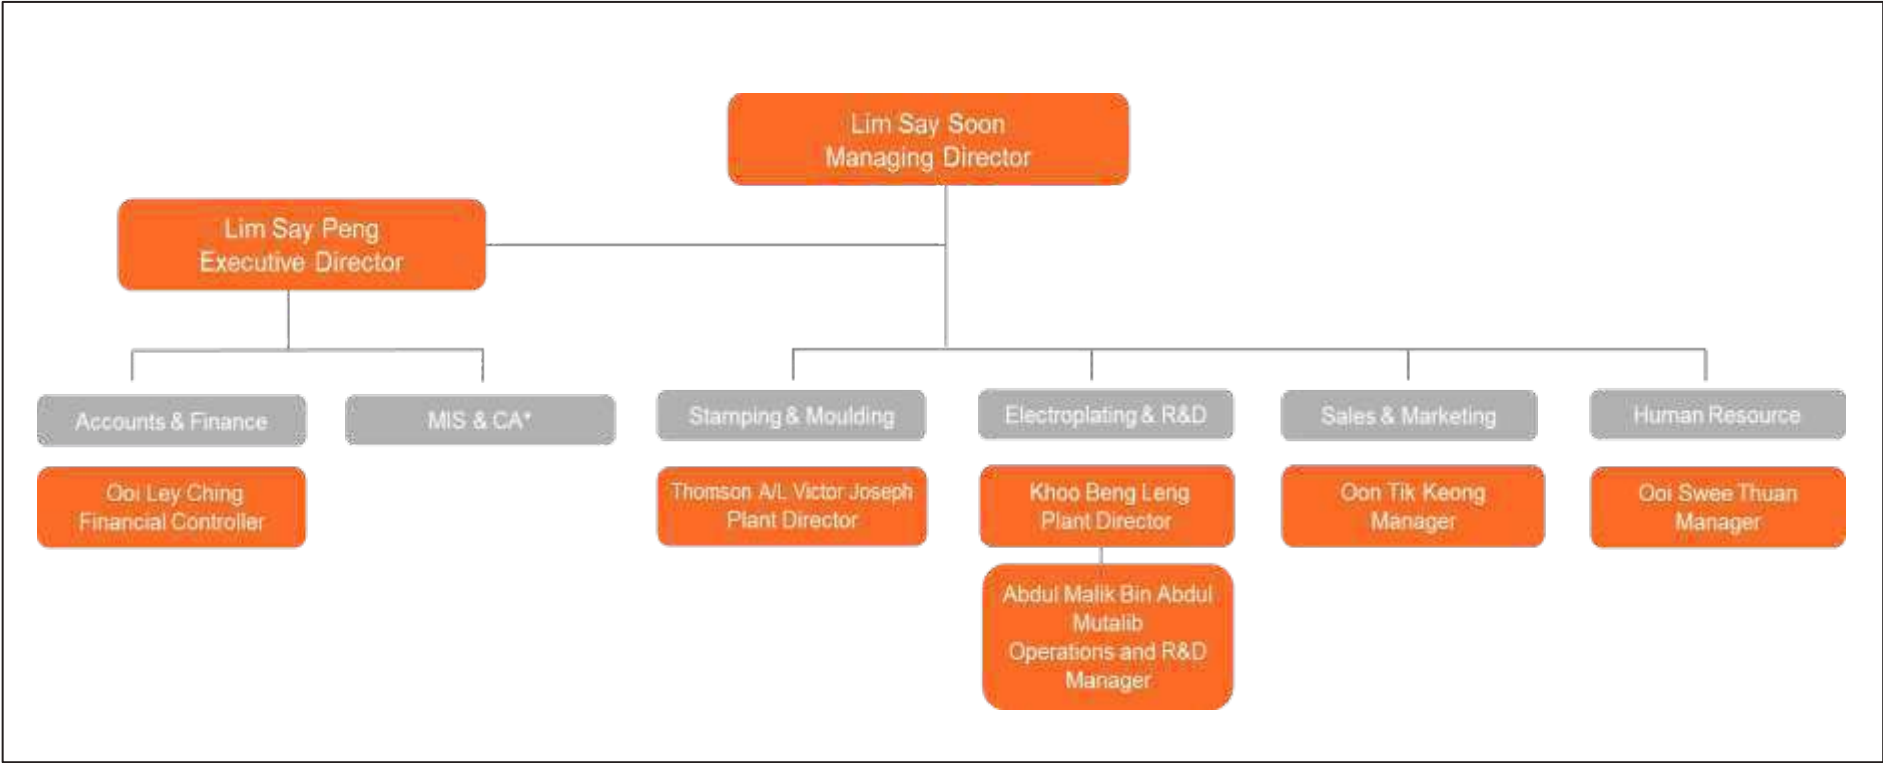 Lim Say Soon
Managing Director
Lim Say Peng
Executive Director
Accounts & Finance
MIS & CA*
Stamping & Moulding
Electroplating & R&D
Sales & Marketing
Human Resource
Ooi Ley Ching
Financial Controller
Thomson A/L Victor Joseph
Plant Director
Khoo Beng Leng
Plant Director
Oon Tik Keong
Manager
Ooi Swee Thuan
Manager
Abdul Malik Bin Abdul
Mutalib
Operations and R&D
Manager